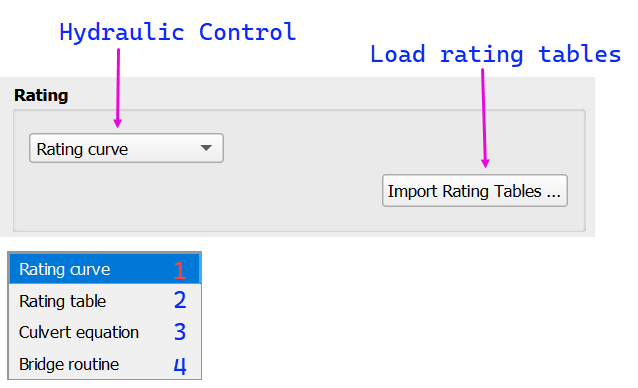 Hydraulic Control
Load rating tables
Rating
Rating curve
Import Rating Tables ...
Rating curve 1
Rating table 2
Culvert equation 3
Bridge routine 4